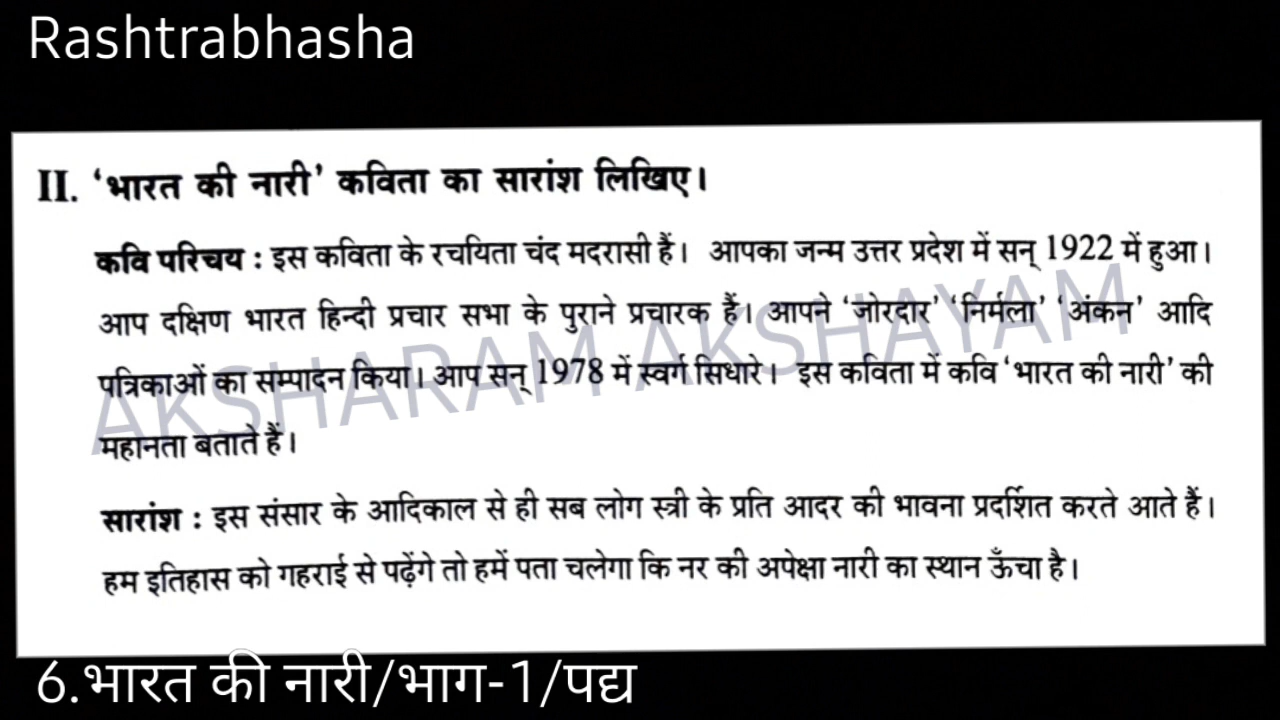 Rashtrabhasha
II. ‘भारत की नारी’ कविता का सारांश लिखिए।
कवि परिचय : इस कविता के रचयिता चंद मदरासी हैं। आपका जन्म उत्तर प्रदेश में सन् 1922 में हुआ।
आप दक्षिण भारत हिन्दी प्रचार सभा के पुराने प्रचारक हैं। आपने ‘जोरदार’ ‘निर्मला’ ‘अंकन’ आदि
पत्रिकाओं का सम्पादन किया। आप सन् 1978 में स्वर्ग सिधारे। इस कविता में कवि ‘भारत की नारी’ की
महानता बताते हैं।
AKSHARAM AKSHAYAM
सारांश : इस संसार के आदिकाल से ही सब लोग स्त्री के प्रति आदर की भावना प्रदर्शित करते आते हैं।
हम इतिहास को गहराई से पढ़ेंगे तो हमें पता चलेगा कि नर की अपेक्षा नारी का स्थान ऊँचा है।
6.भारत की नारी/भाग-1/पद्य